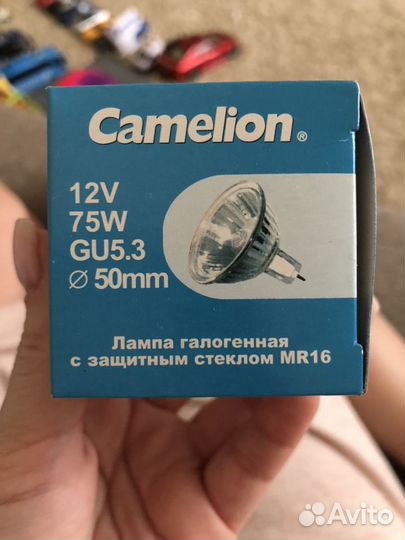 Camelion®
12V
75W
GU5.3
⌀ 50mm
Лампа галогенная
с защитным стеклом MR16
Avito